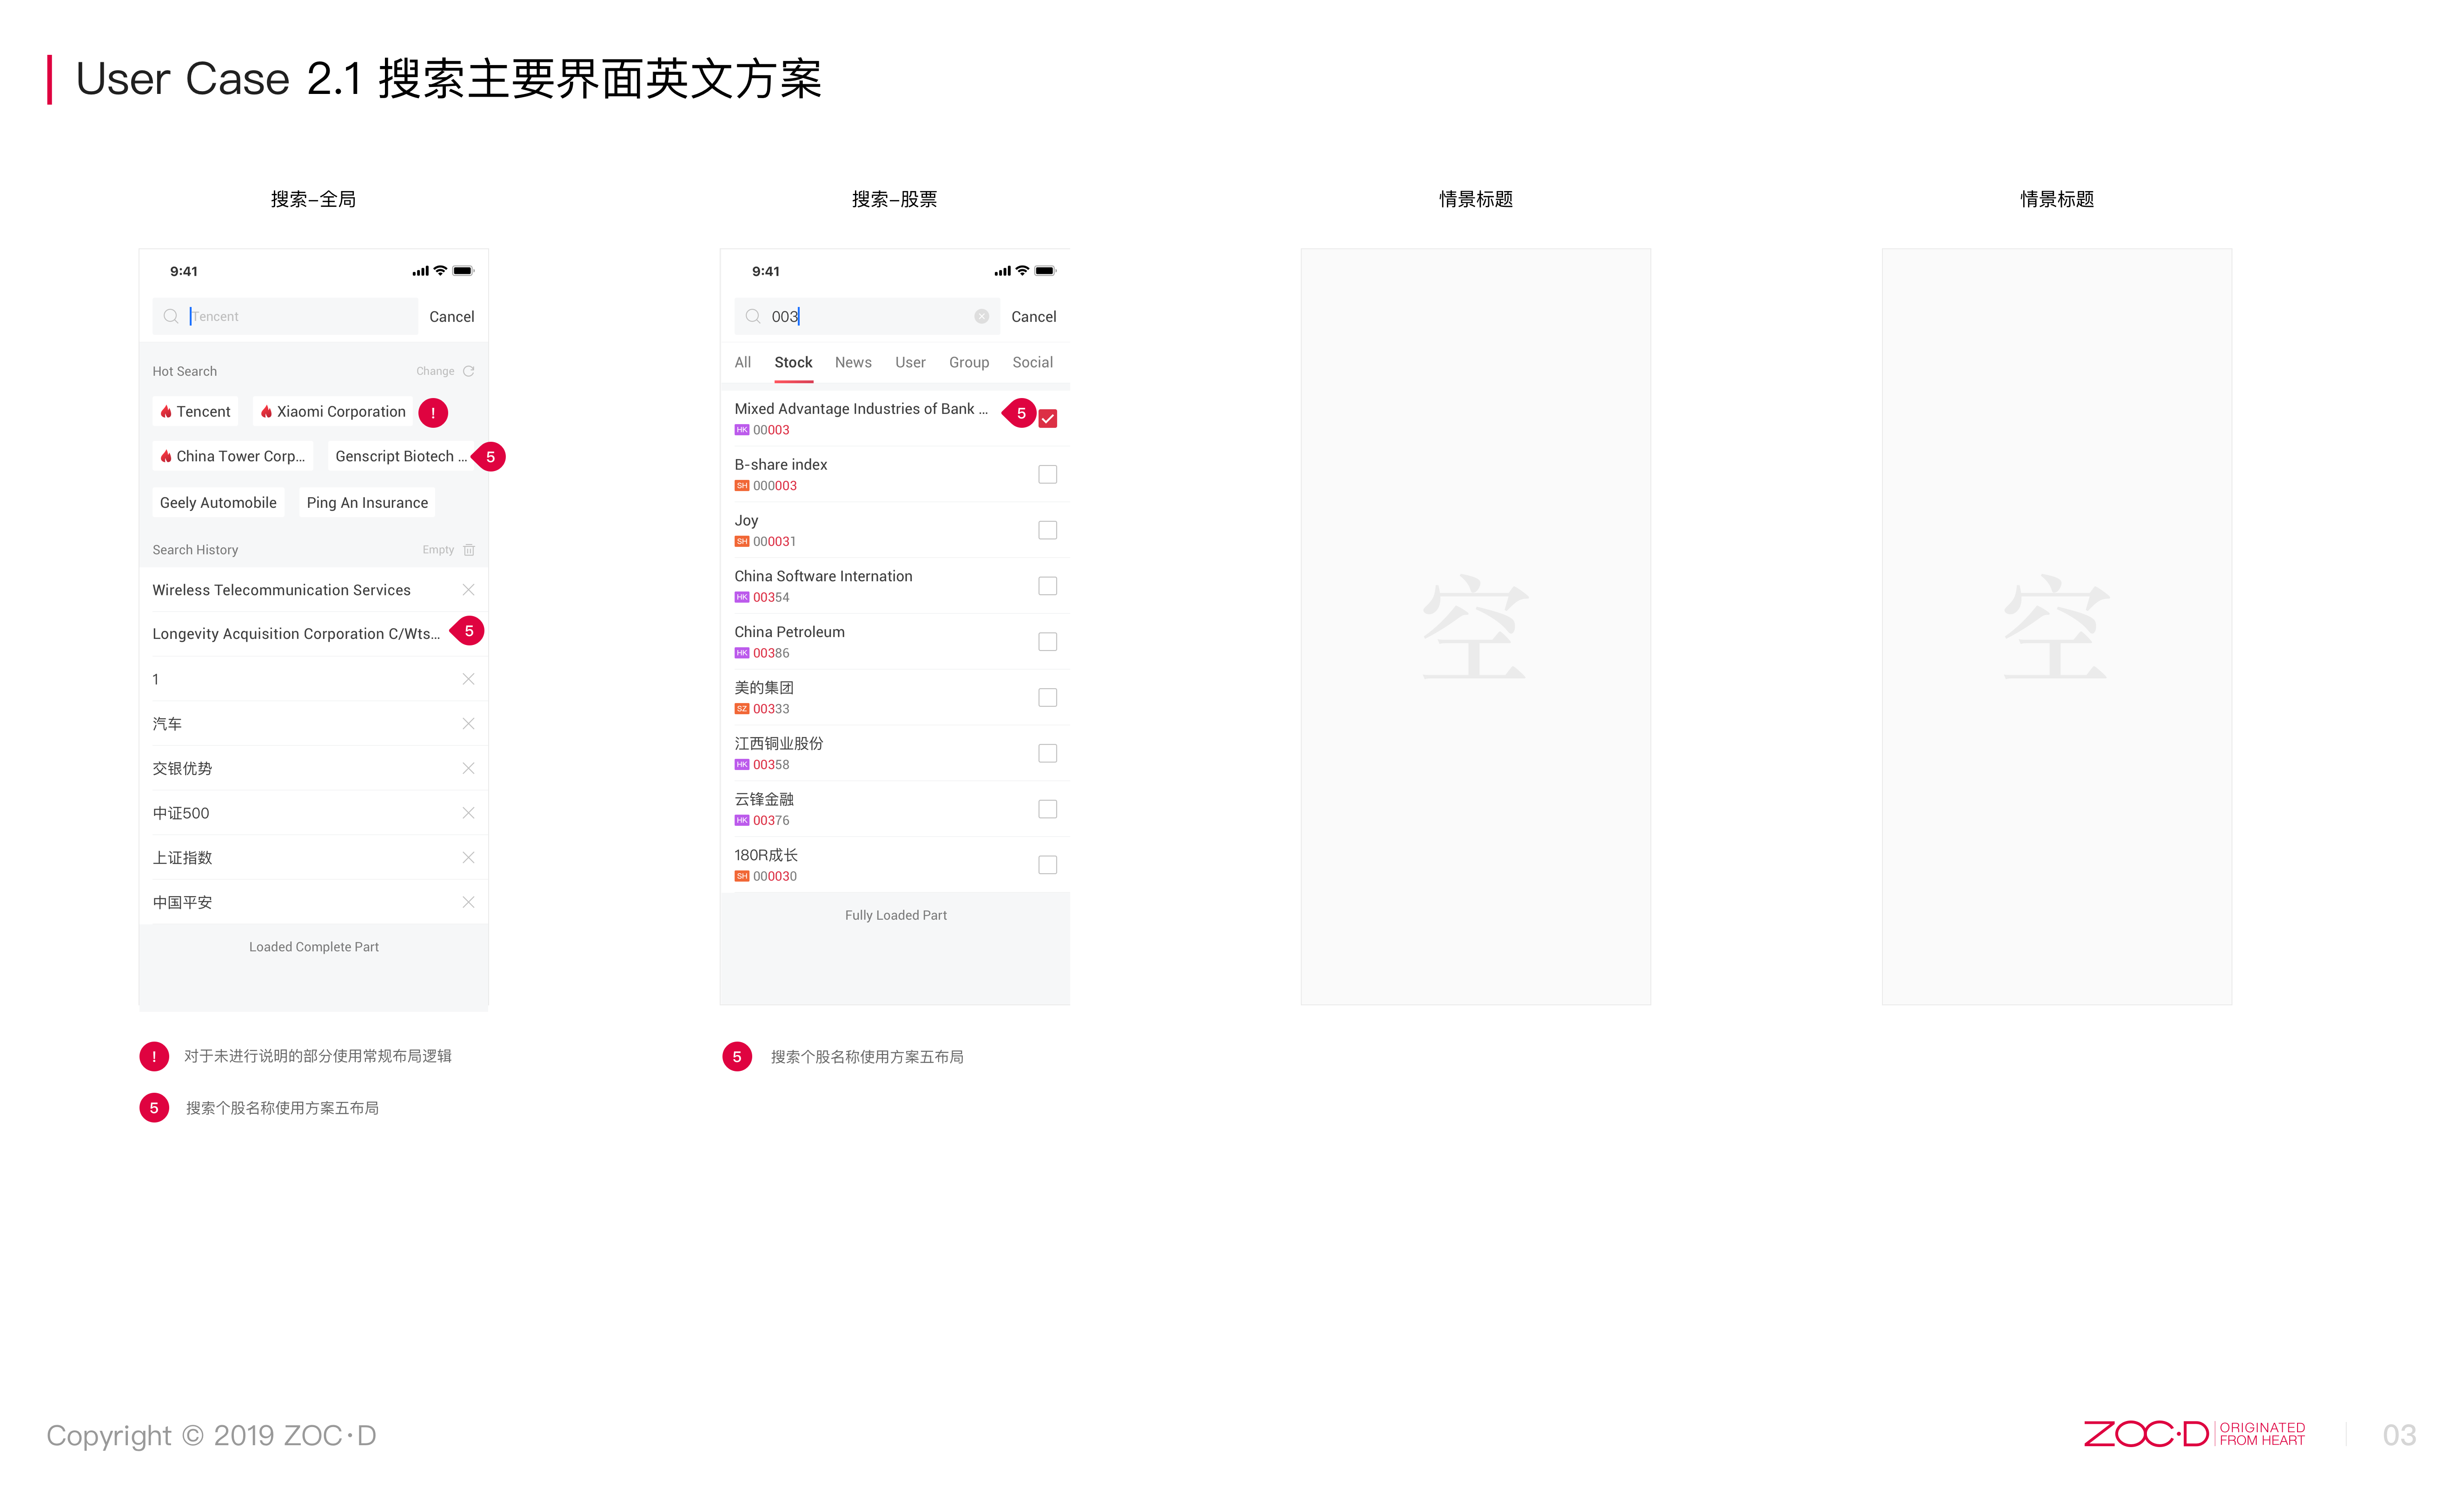 User Case 2.1 搜索主要界面英文方案
搜索–全局
9:41
Tencent
Cancel
Hot Search
Change
Tencent
Xiaomi Corporation
!
China Tower Corp...
Genscript Biotech ...
5
Geely Automobile
Ping An Insurance
Search History
Empty
Wireless Telecommunication Services
Longevity Acquisition Corporation C/Wts...
5
1
汽车
交银优势
中证500
上证指数
中国平安
Loaded Complete Part
! 对于未进行说明的部分使用常规布局逻辑
5 搜索个股名称使用方案五布局
搜索–股票
9:41
003
Cancel
All Stock News User Group Social
Mixed Advantage Industries of Bank ...
5
HK 00003
B-share index
SH 000003
Joy
SH 000031
China Software Internation
HK 00354
China Petroleum
HK 00386
美的集团
SZ 00333
江西铜业股份
HK 00358
云锋金融
HK 00376
180R成长
SH 000030
Fully Loaded Part
5 搜索个股名称使用方案五布局
情景标题
空
情景标题
空
Copyright © 2019 ZOC·D
ZOC·D
ORIGINATED
FROM HEART
03